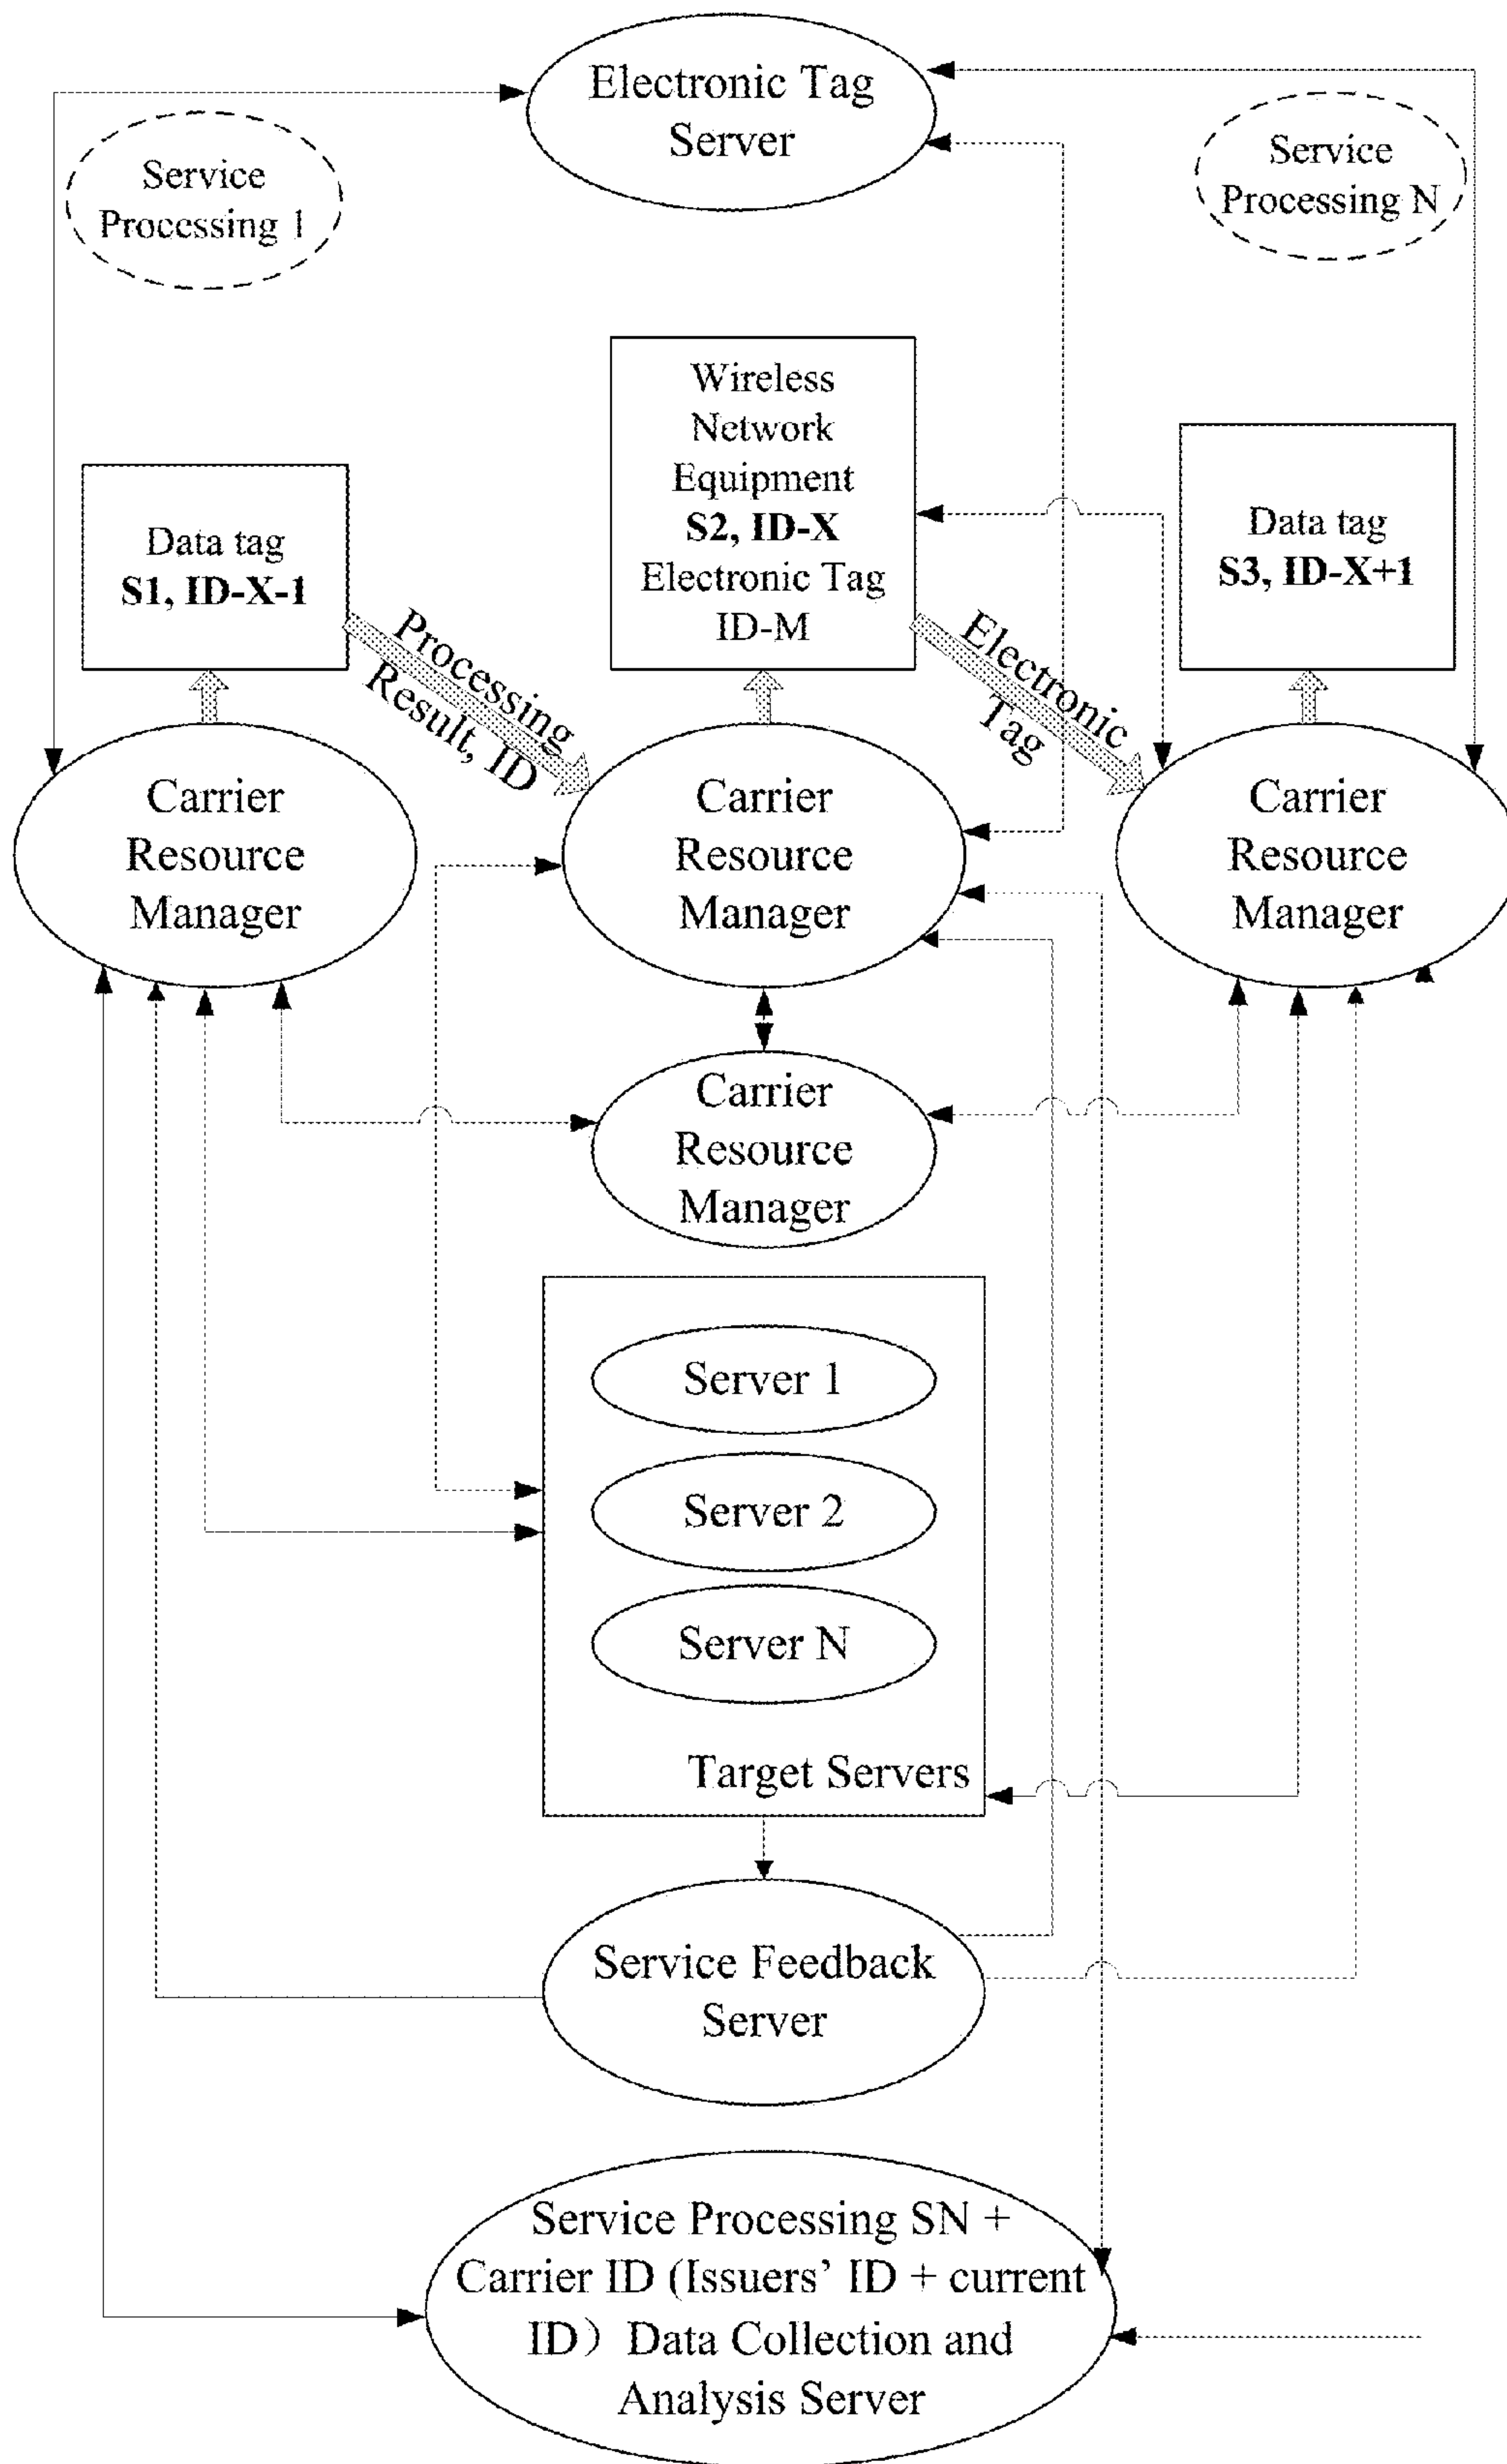 Electronic Tag
Server
Service
Processing 1
Service
Processing N
Wireless
Network
Equipment
S2, ID-X
Electronic Tag
ID-M
Data tag
S1, ID-X-1
Data tag
S3, ID-X+1
Processing
Result, ID
Electronic
Tag
Carrier
Resource
Manager
Carrier
Resource
Manager
Carrier
Resource
Manager
Carrier
Resource
Manager
Server 1
Server 2
Server N
Target Servers
Service Feedback
Server
Service Processing SN +
Carrier ID (Issuers’ ID + current
ID）Data Collection and
Analysis Server